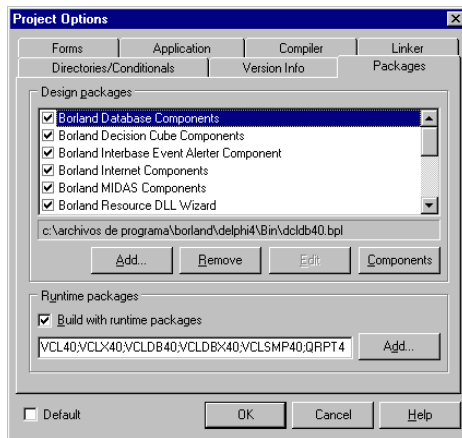 Project Options
Forms Application Compiler Linker
Directories/Conditionals Version Info Packages
Design packages
Borland Database Components
Borland Decision Cube Components
Borland Interbase Event Alerter Component
Borland Internet Components
Borland MIDAS Components
Borland Resource DLL Wizard
c:\archivos de programa\borland\delphi4\Bin\dcldb40.bpl
Add... Remove Edit Components
Runtime packages
Build with runtime packages
VCL40;VCLX40;VCLDB40;VCLDBX40;VCLSMP40;QRPT4 Add...
Default OK Cancel Help